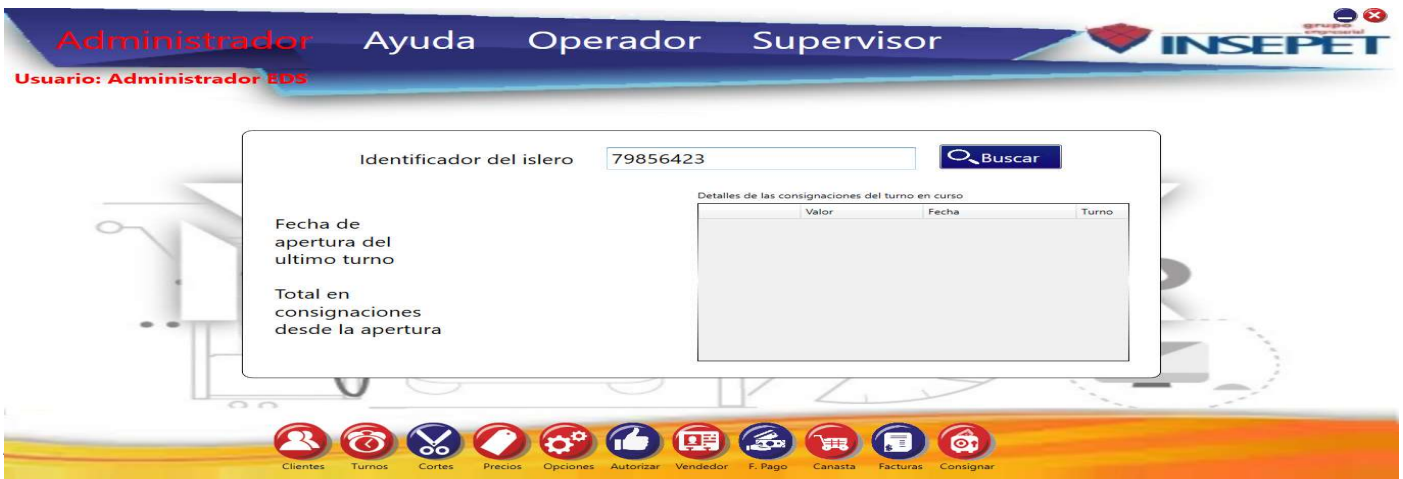 grupo
empresarial
INSEPET
Administrador Ayuda Operador Supervisor
Usuario: Administrador EDS
Identificador del islero 79856423 Buscar
Detalles de las consignaciones del turno en curso
Valor Fecha Turno
Fecha de
apertura del
ultimo turno
Total en
consignaciones
desde la apertura
Clientes Turnos Cortes Precios Opciones Autorizar Vendedor F. Pago Canasta Facturas Consignar